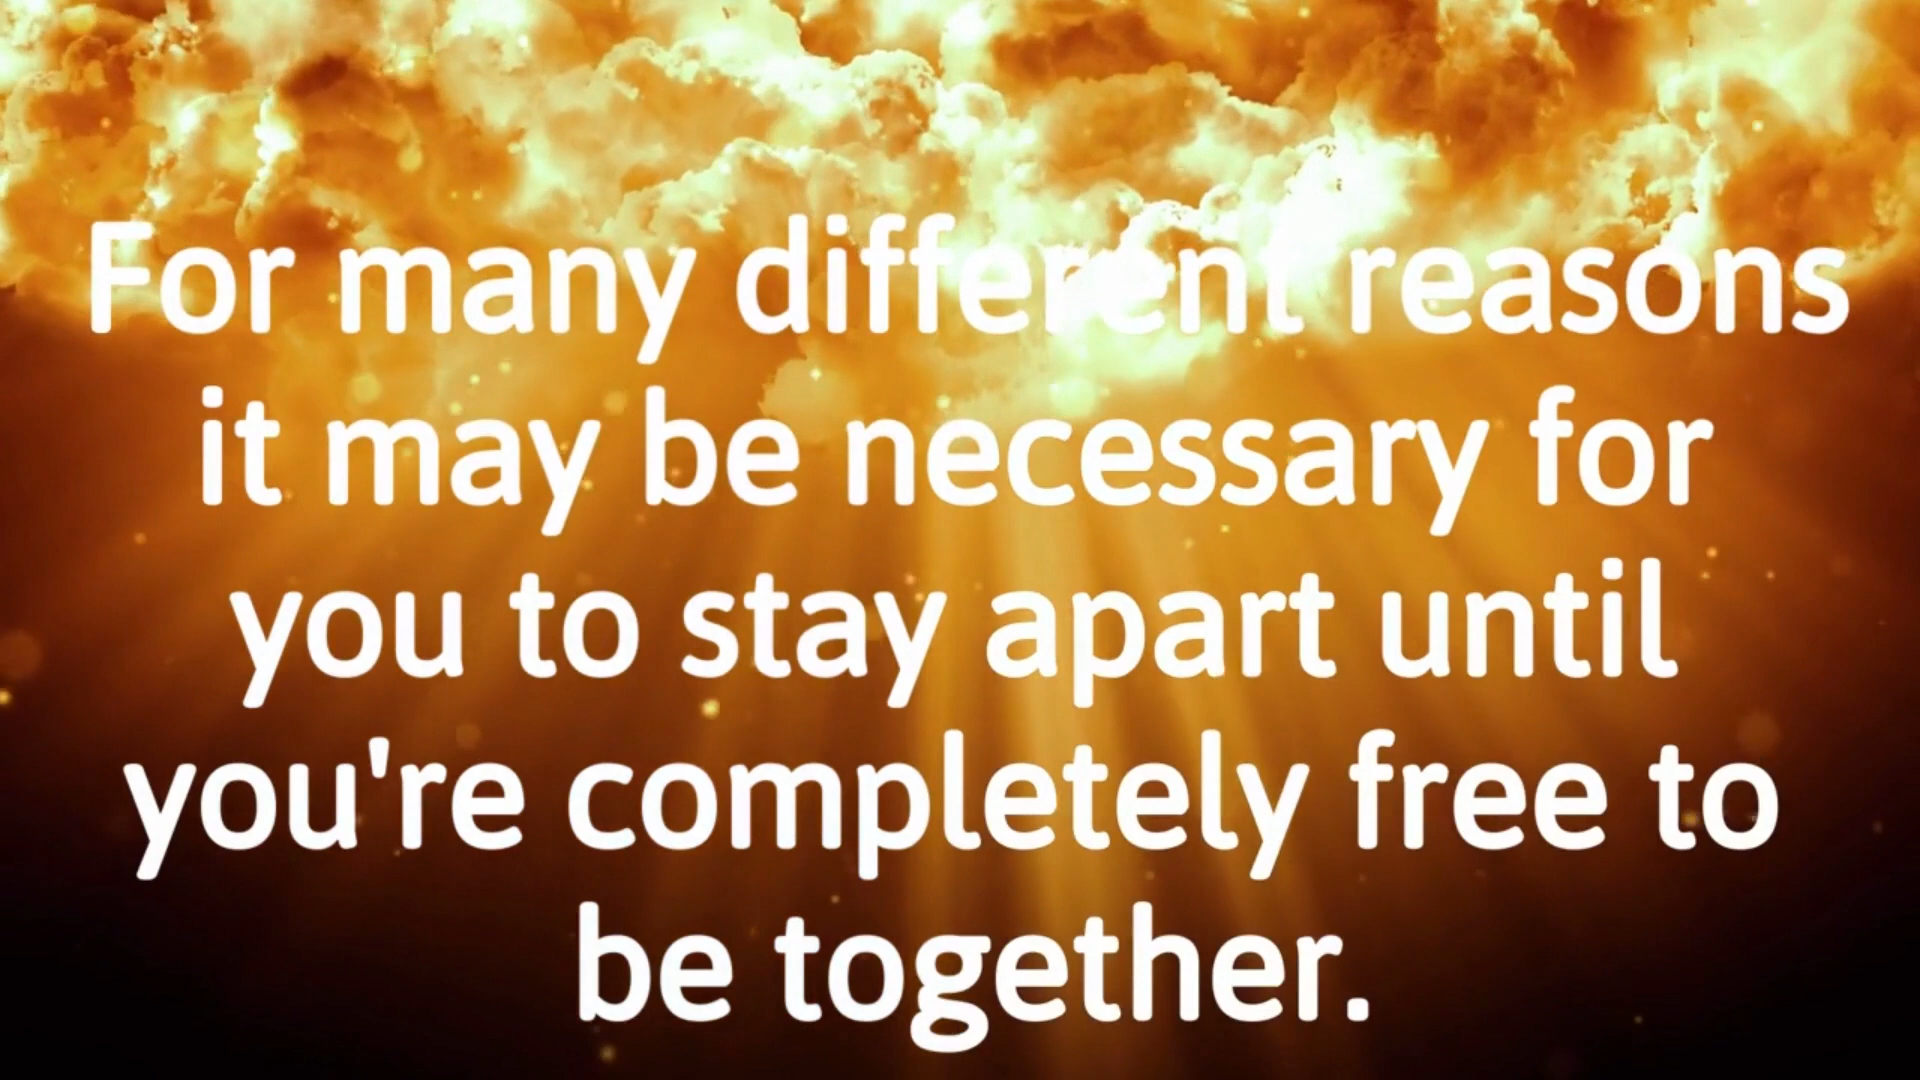 For many different reasons
it may be necessary for
you to stay apart until
you're completely free to
be together.